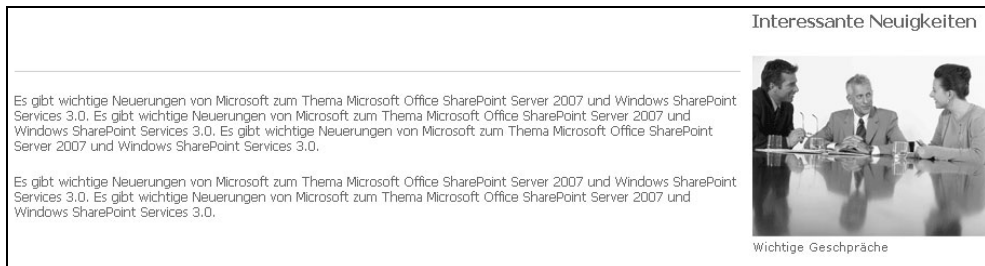 Interessante Neuigkeiten
Es gibt wichtige Neuerungen von Microsoft zum Thema Microsoft Office SharePoint Server 2007 und Windows SharePoint
Services 3.0. Es gibt wichtige Neuerungen von Microsoft zum Thema Microsoft Office SharePoint Server 2007 und
Windows SharePoint Services 3.0. Es gibt wichtige Neuerungen von Microsoft zum Thema Microsoft Office SharePoint
Server 2007 und Windows SharePoint Services 3.0.
Es gibt wichtige Neuerungen von Microsoft zum Thema Microsoft Office SharePoint Server 2007 und Windows SharePoint
Services 3.0. Es gibt wichtige Neuerungen von Microsoft zum Thema Microsoft Office SharePoint Server 2007 und
Windows SharePoint Services 3.0.
Wichtige Geschpräche